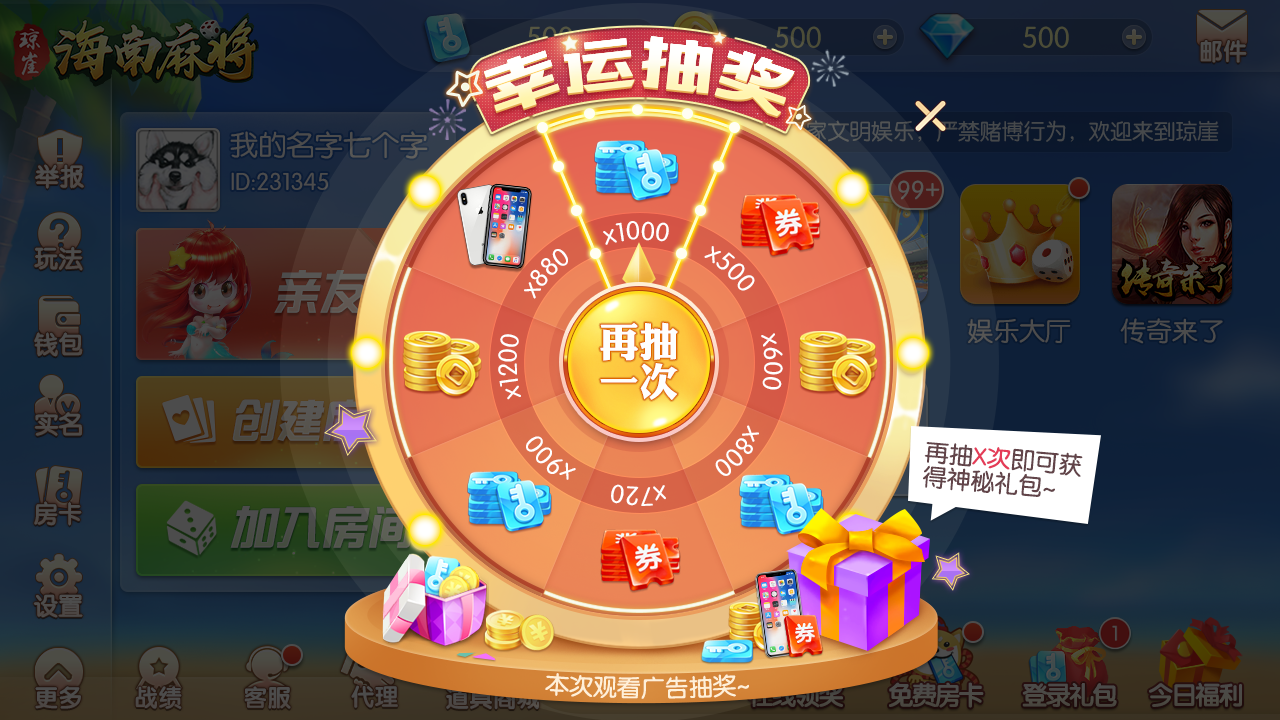 琼崖
海南麻将
500
500
500
邮件
幸运抽奖
家文明娱乐，严禁赌博行为，欢迎来到琼崖
举报
玩法
钱包
实名
房卡
设置
更多
我的名字七个字
ID:231345
亲友
创建房
加入房间
99+
娱乐大厅
传奇来了
传奇来了
x1000
x500
x600
x800
x720
x900
x1200
x880
券
券
券
再抽
一次
再抽X次即可获
得神秘礼包~
本次观看广告抽奖~
战绩
客服
代理
道具商城
在线领奖
免费房卡
1
登录礼包
今日福利